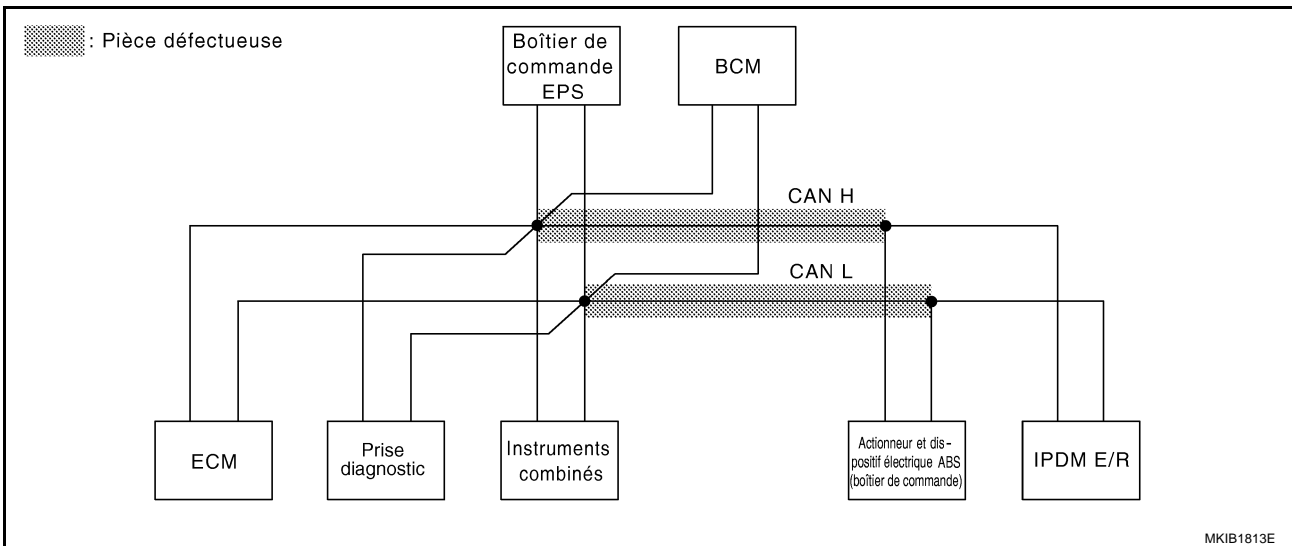 : Pièce défectueuse
Boîtier de
commande
EPS
BCM
CAN H
CAN L
ECM
Prise
diagnostic
Instruments
combinés
Actionneur et dis-
positif électrique ABS
(boîtier de commande)
IPDM E/R
MKIB1813E